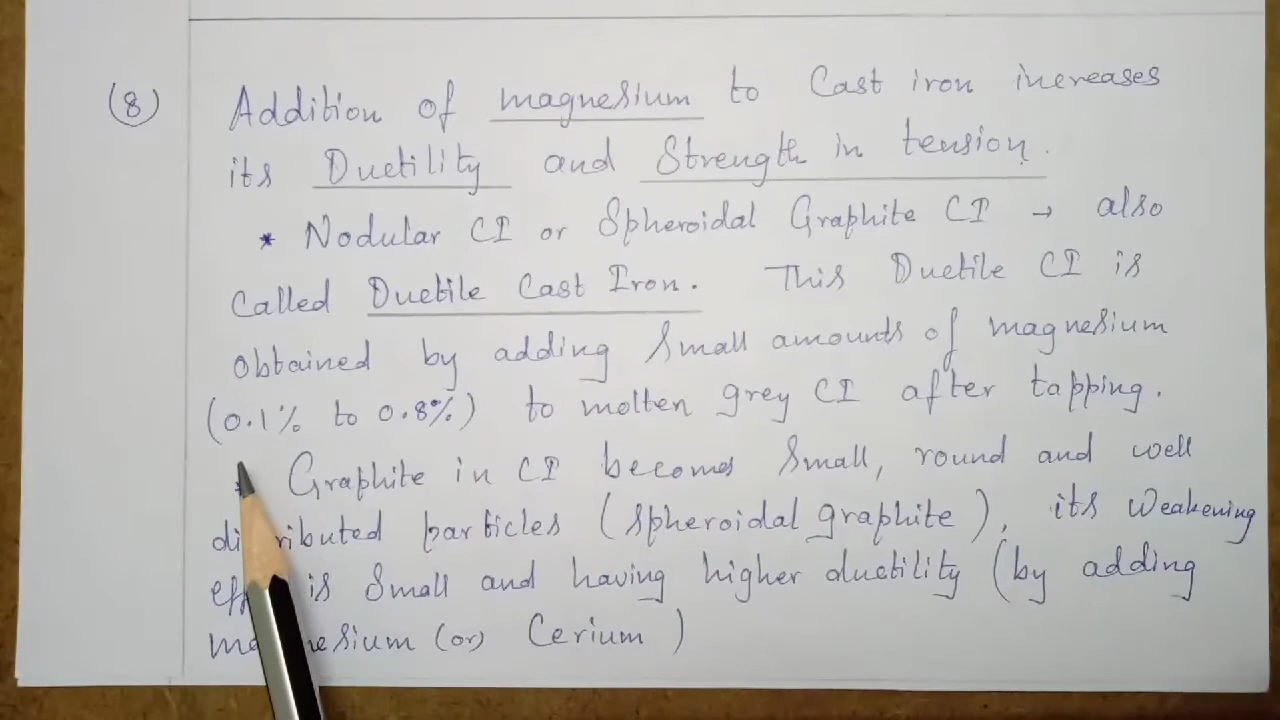 (8) Addition of magnesium to Cast iron increases
its Ductility and Strength in tension.
* Nodular CI or Spheroidal Graphite CI → also
Called Ductile Cast Iron. This Ductile CI is
obtained by adding small amounts of magnesium
(0.1% to 0.8%) to molten grey CI after tapping.
Graphite in CI becomes small, round and well
particles (spheroidal graphite), its weakening
is small and having higher ductility (by adding
(or) Cerium)